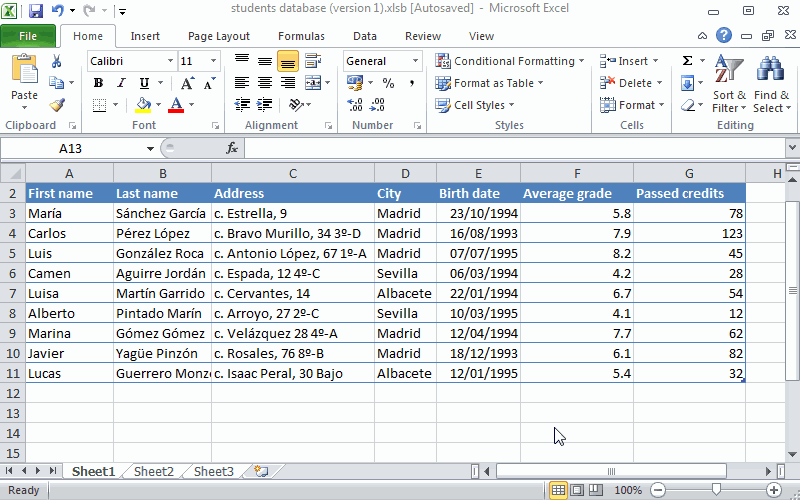 students database (version 1).xlsb [Autosaved] - Microsoft Excel
File Home Insert Page Layout Formulas Data Review View
Calibri 11 General Conditional Formatting Insert Σ
Paste B I U A A % , Format as Table Delete Sort & Filter Find & Select
A Cell Styles Format
Clipboard Font Alignment Number Styles Cells Editing
A13 fx
A B C D E F G H
2 First name Last name Address City Birth date Average grade Passed credits
3 María Sánchez García c. Estrella, 9 Madrid 23/10/1994 5.8 78
4 Carlos Pérez López c. Bravo Murillo, 34 3º-D Madrid 16/08/1993 7.9 123
5 Luis González Roca c. Antonio López, 67 1º-A Madrid 07/07/1995 8.2 45
6 Camen Aguirre Jordán c. Espada, 12 4º-C Sevilla 06/03/1994 4.2 28
7 Luisa Martín Garrido c. Cervantes, 14 Albacete 22/01/1994 6.7 54
8 Alberto Pintado Marín c. Arroyo, 27 2º-C Sevilla 10/03/1995 4.1 12
9 Marina Gómez Gómez c. Velázquez 28 4º-A Madrid 12/04/1994 7.7 62
10 Javier Yagüe Pinzón c. Rosales, 76 8º-B Madrid 18/12/1993 6.1 82
11 Lucas Guerrero Monz c. Isaac Peral, 30 Bajo Albacete 12/01/1995 5.4 32
12
13
14
15
Sheet1 Sheet2 Sheet3
Ready 100%